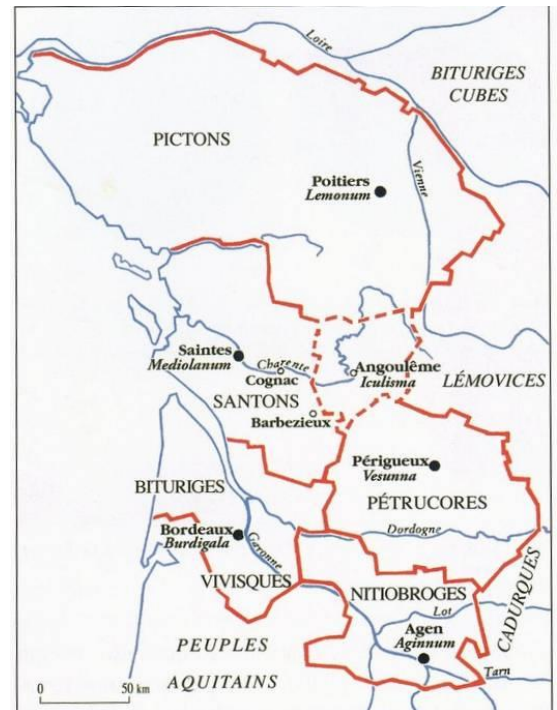 Loire
BITURIGES
CUBES
PICTONS
Vienne
Poitiers
Lemonum
Saintes
Mediolanum
Charente
Cognac
Angoulême
Iculisma
LÉMOVICES
SANTONS
Barbezieux
Périgueux
Vesunna
BITURIGES
PÉTRUCORES
Bordeaux
Burdigala
Garonne
Dordogne
VIVISQUES
NITIOBROGES
CADURQUES
Lot
Agen
Aginnum
PEUPLES
AQUITAINS
Tarn
0 50 km